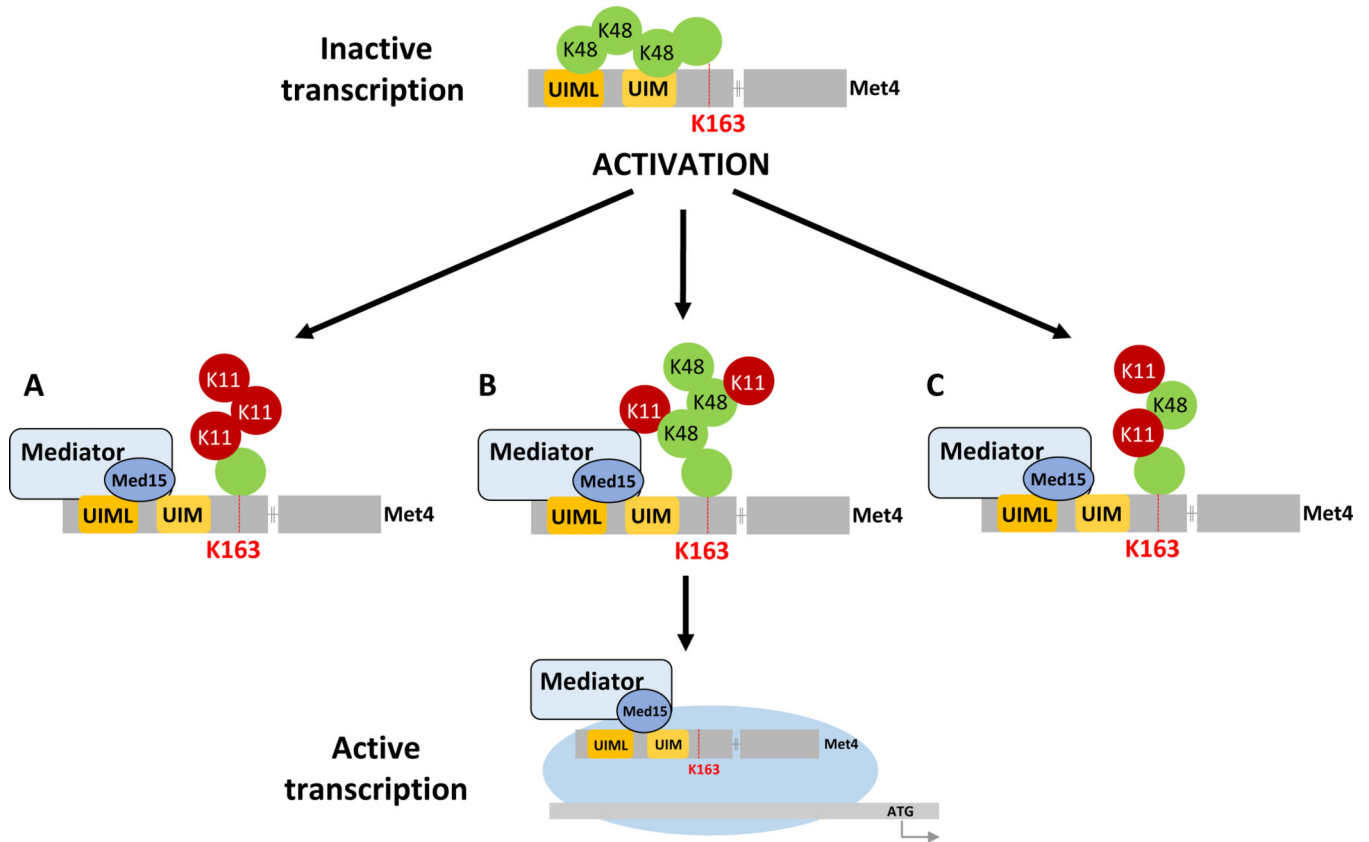 Inactive
transcription
K48
K48
K48
UIML
UIM
Met4
K163
ACTIVATION
A
K11
K11
K11
Mediator
Med15
UIML
UIM
Met4
K163
B
K48
K11
K11
K48
K48
Mediator
Med15
UIML
UIM
Met4
K163
C
K11
K48
K11
Mediator
Med15
UIML
UIM
Met4
K163
Active
transcription
Mediator
Med15
UIML
UIM
Met4
K163
ATG